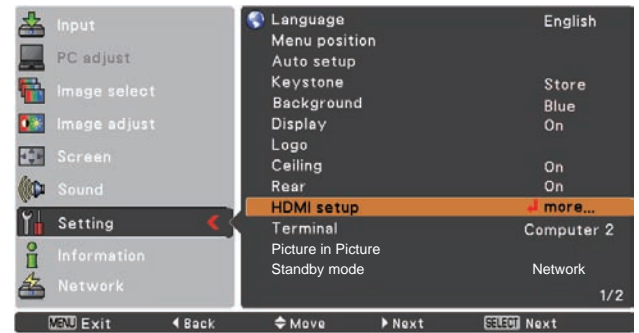 Input
PC adjust
Image select
Image adjust
Screen
Sound
Setting
Information
Network
Language English
Menu position
Auto setup
Keystone Store
Background Blue
Display On
Logo
Ceiling On
Rear On
HDMI setup more...
Terminal Computer 2
Picture in Picture
Standby mode Network
1/2
MENU Exit Back Move Next SELECT Next